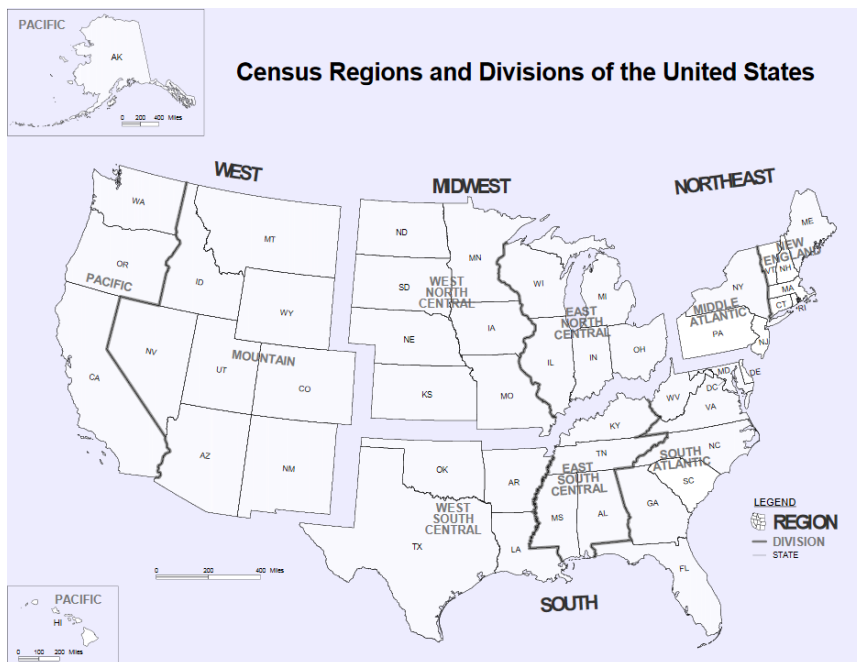 PACIFIC
AK
0 200 400 Miles
Census Regions and Divisions of the United States
WEST
MIDWEST
NORTHEAST
WA
MT
ND
MN
ME
OR
ID
SD
WI
MI
NY
VT
NH
NEW
ENGLAND
MA
CT
RI
PACIFIC
WY
WEST
NORTH
CENTRAL
IA
EAST
NORTH
CENTRAL
MIDDLE
ATLANTIC
PA
NJ
NV
UT
MOUNTAIN
CO
NE
IL
IN
OH
MD
DE
DC
CA
KS
MO
WV
VA
KY
AZ
NM
OK
AR
TN
NC
EAST
SOUTH
CENTRAL
SOUTH
ATLANTIC
SC
TX
WEST
SOUTH
CENTRAL
LA
MS
AL
GA
FL
LEGEND
REGION
DIVISION
STATE
0 200 400 Miles
SOUTH
PACIFIC
HI
0 100 200 Miles